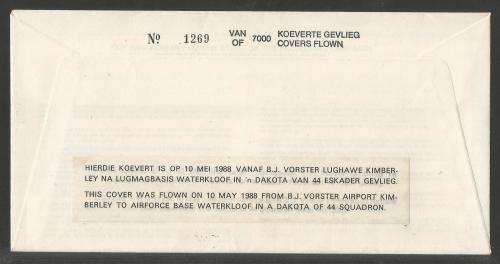 Nº 1269 VAN OF 7000 KOEVERTE GEVLIEG
COVERS FLOWN
HIERDIE KOEVERT IS OP 10 MEI 1988 VANAF B.J. VORSTER LUGHAWE KIMBER-
LEY NA LUGMAGBASIS WATERKLOOF IN 'n DAKOTA VAN 44 ESKADER GEVLIEG.
THIS COVER WAS FLOWN ON 10 MAY 1988 FROM B.J. VORSTER AIRPORT KIM-
BERLEY TO AIRFORCE BASE WATERKLOOF IN A DAKOTA OF 44 SQUADRON.